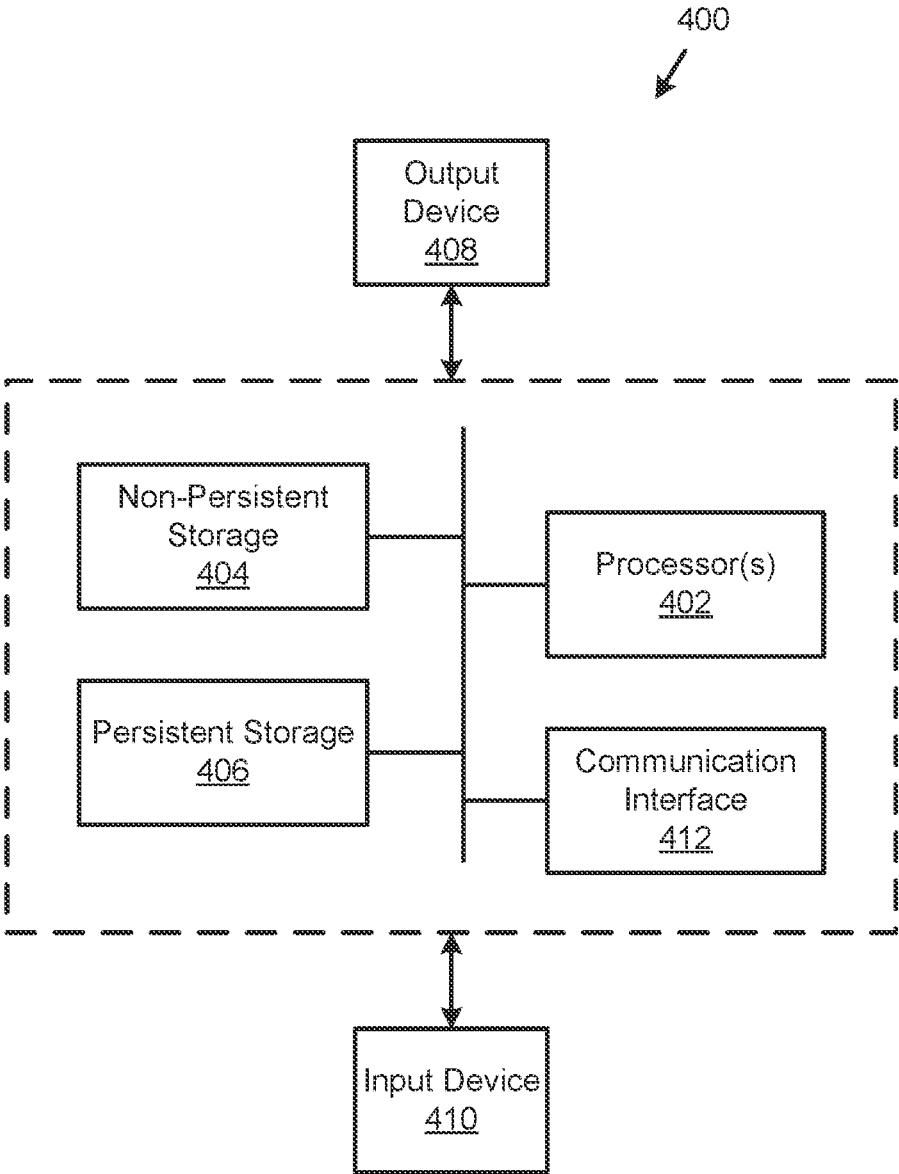 400
Output
Device
408
Non-Persistent
Storage
404
Processor(s)
402
Persistent Storage
406
Communication
Interface
412
Input Device
410